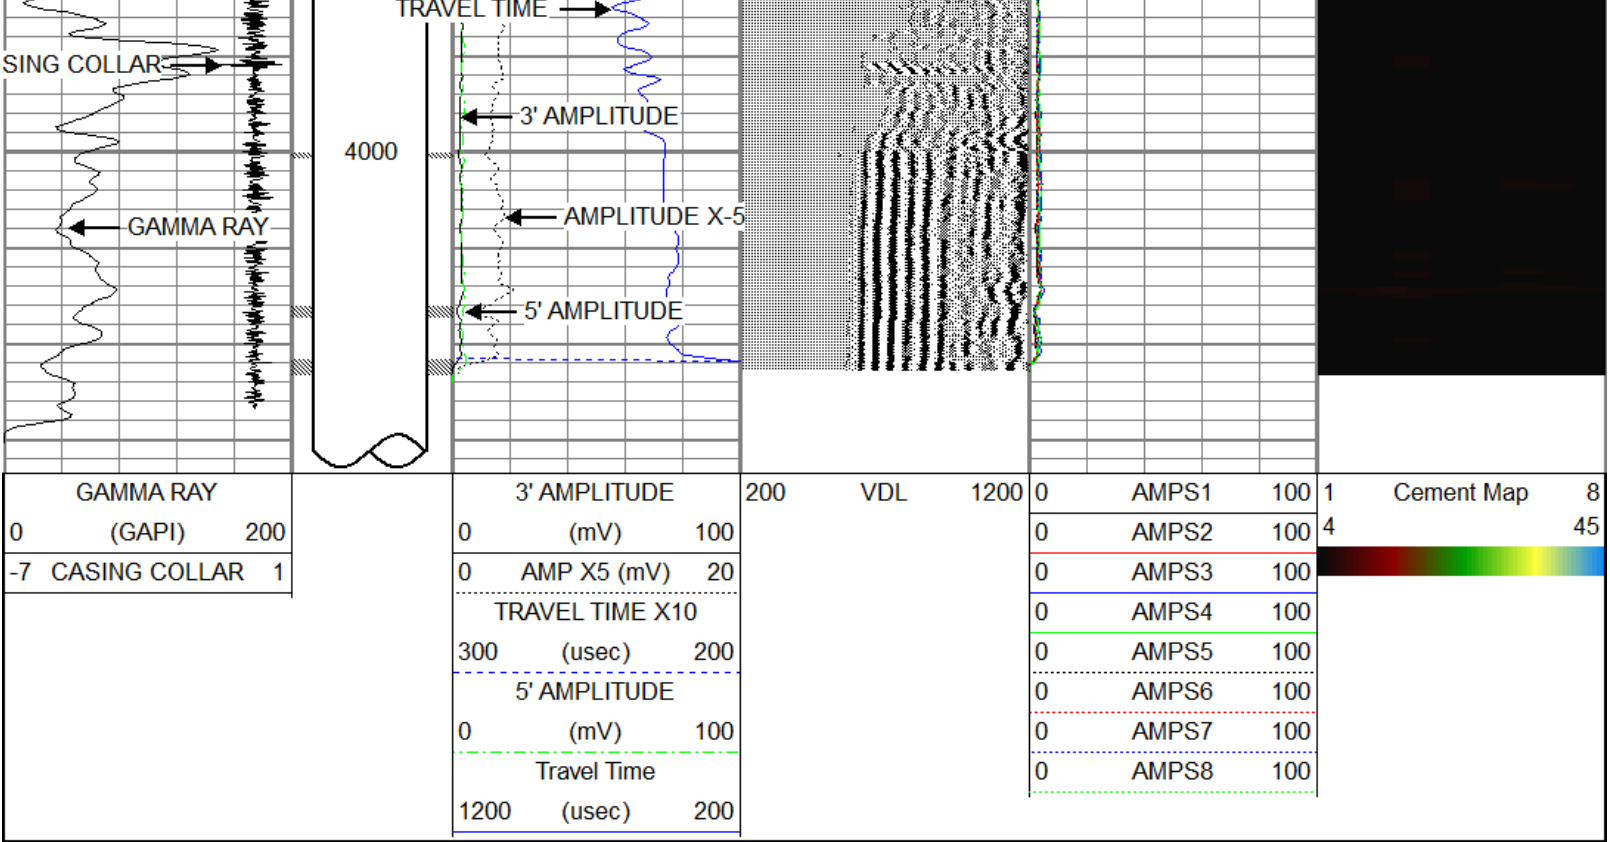 TRAVEL TIME
SING COLLAR
3' AMPLITUDE
4000
AMPLITUDE X-5
GAMMA RAY
5' AMPLITUDE
GAMMA RAY
0 (GAPI) 200
-7 CASING COLLAR 1
3' AMPLITUDE
0 (mV) 100
0 AMP X5 (mV) 20
TRAVEL TIME X10
300 (usec) 200
5' AMPLITUDE
0 (mV) 100
Travel Time
1200 (usec) 200
200 VDL 1200
0 AMPS1 100
0 AMPS2 100
0 AMPS3 100
0 AMPS4 100
0 AMPS5 100
0 AMPS6 100
0 AMPS7 100
0 AMPS8 100
1 Cement Map 8
4 45